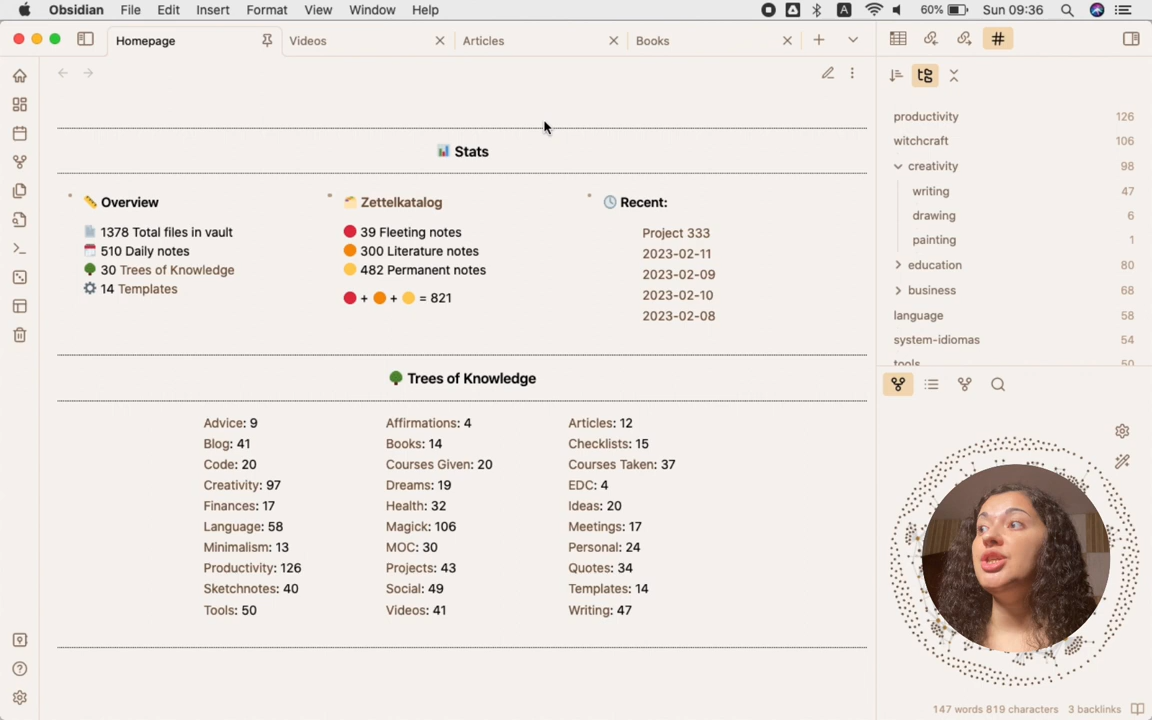 Obsidian File Edit Insert Format View Window Help A 60% Sun 09:36
Homepage Videos Articles Books
📊 Stats
✏️ Overview
📄 1378 Total files in vault
🗓️ 510 Daily notes
🌳 30 Trees of Knowledge
⚙️ 14 Templates
🗂️ Zettelkatalog
🔴 39 Fleeting notes
🟠 300 Literature notes
🟡 482 Permanent notes
🔴 + 🟠 + 🟡 = 821
🕓 Recent:
Project 333
2023-02-11
2023-02-09
2023-02-10
2023-02-08
🌳 Trees of Knowledge
Advice: 9 Affirmations: 4 Articles: 12
Blog: 41 Books: 14 Checklists: 15
Code: 20 Courses Given: 20 Courses Taken: 37
Creativity: 97 Dreams: 19 EDC: 4
Finances: 17 Health: 32 Ideas: 20
Language: 58 Magick: 106 Meetings: 17
Minimalism: 13 MOC: 30 Personal: 24
Productivity: 126 Projects: 43 Quotes: 34
Sketchnotes: 40 Social: 49 Templates: 14
Tools: 50 Videos: 41 Writing: 47
productivity 126
witchcraft 106
creativity 98
writing 47
drawing 6
painting 1
education 80
business 68
language 58
system-idiomas 54
tools 50
147 words 819 characters 3 backlinks